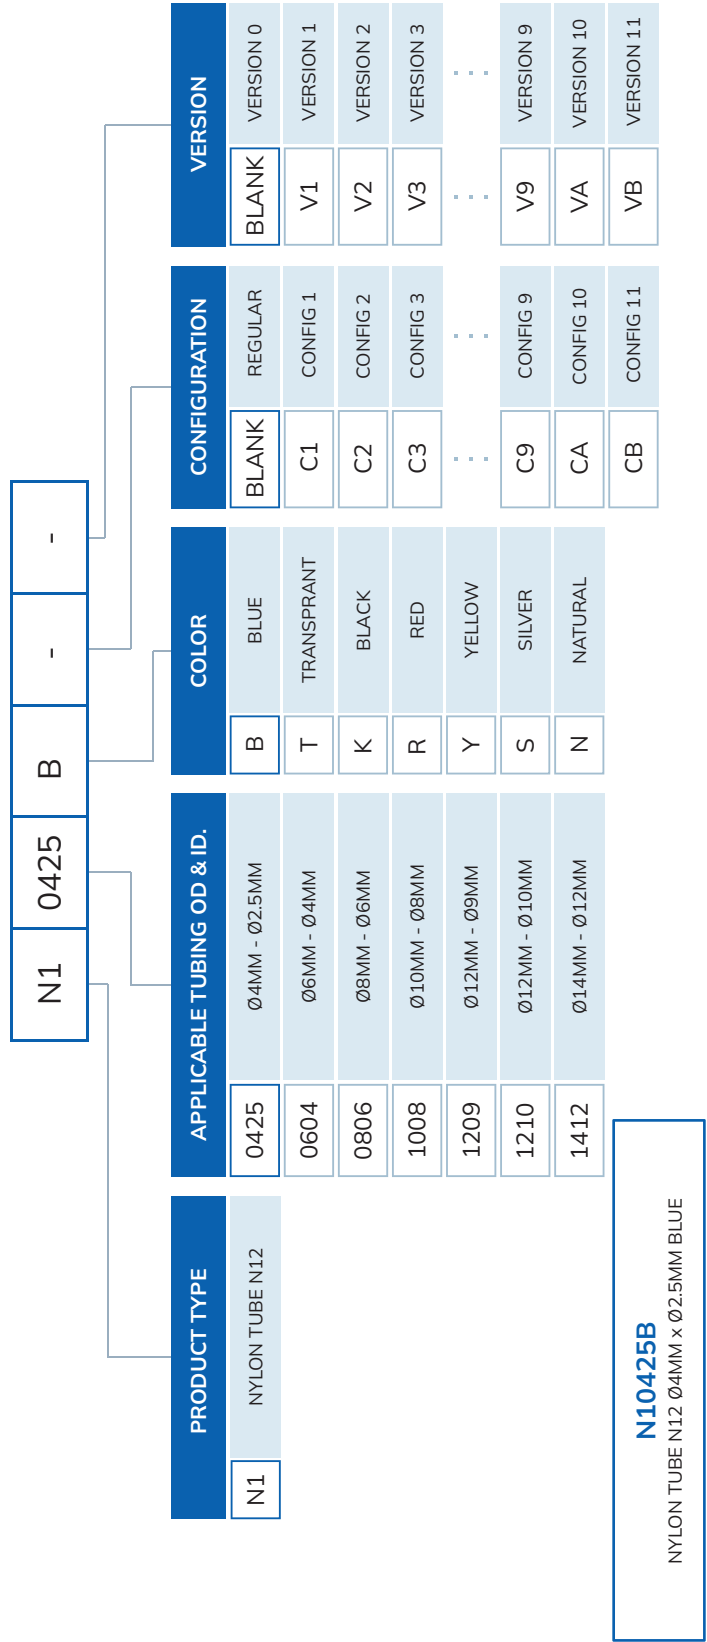 N1 0425 B - -
PRODUCT TYPE
N1 NYLON TUBE N12
APPLICABLE TUBING OD & ID.
0425 Ø4MM - Ø2.5MM
0604 Ø6MM - Ø4MM
0806 Ø8MM - Ø6MM
1008 Ø10MM - Ø8MM
1209 Ø12MM - Ø9MM
1210 Ø12MM - Ø10MM
1412 Ø14MM - Ø12MM
COLOR
B BLUE
T TRANSPRANT
K BLACK
R RED
Y YELLOW
S SILVER
N NATURAL
CONFIGURATION
BLANK REGULAR
C1 CONFIG 1
C2 CONFIG 2
C3 CONFIG 3
... ...
C9 CONFIG 9
CA CONFIG 10
CB CONFIG 11
VERSION
BLANK VERSION 0
V1 VERSION 1
V2 VERSION 2
V3 VERSION 3
... ...
V9 VERSION 9
VA VERSION 10
VB VERSION 11
N10425B
NYLON TUBE N12 Ø4MM x Ø2.5MM BLUE